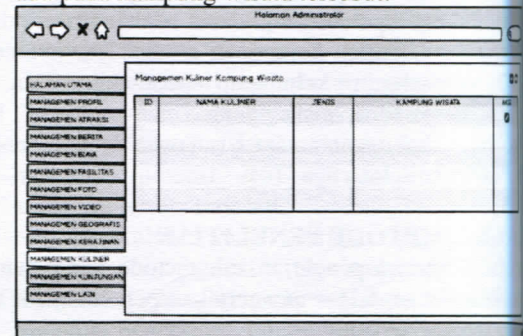 Halaman Administrator
HALAMAN UTAMA
MANAGEMEN PROFIL
MANAGEMEN ATRAKSI
MANAGEMEN BERITA
MANAGEMEN BIAYA
MANAGEMEN FASILITAS
MANAGEMEN FOTO
MANAGEMEN VIDEO
MANAGEMEN GEOGRAFIS
MANAGEMEN KERAJINAN
MANAGEMEN KULINER
MANAGEMEN KUNJUNGAN
MANAGEMEN LAIN
Managemen Kuliner Kampung Wisata
ID NAMA KULINER JENIS KAMPUNG WISATA